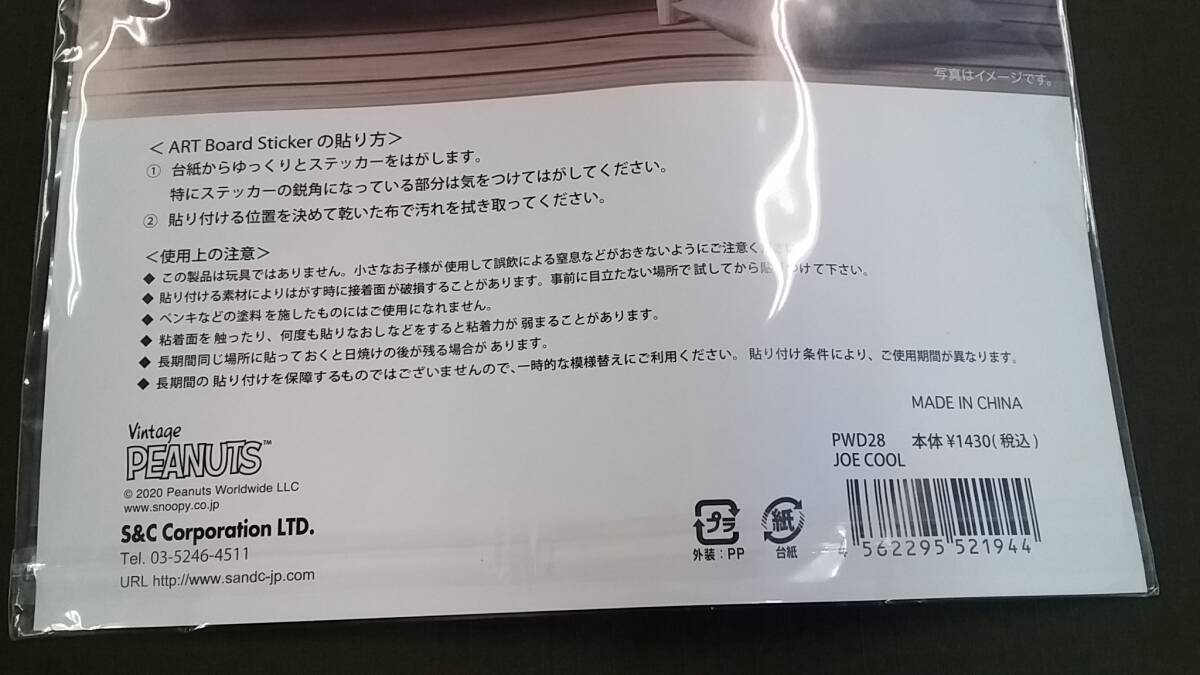 写真はイメージです。
＜ART Board Sticker の貼り方＞
① 台紙からゆっくりとステッカーをはがします。
特にステッカーの鋭角になっている部分は気をつけてはがしてください。
② 貼り付ける位置を決めて乾いた布で汚れを拭き取ってください。
＜使用上の注意＞
◆ この製品は玩具ではありません。小さなお子様が使用して誤飲による窒息などがおきないようにご注意く
◆ 貼り付ける素材によりはがす時に接着面が破損することがあります。事前に目立たない場所で試してから貼 つけて下さい。
◆ ペンキなどの塗料を施したものにはご使用になれません。
◆ 粘着面を触ったり、何度も貼りなおしなどをすると粘着力が弱まることがあります。
◆ 長期間同じ場所に貼っておくと日焼けの後が残る場合があります。
◆ 長期間の貼り付けを保障するものではございませんので、一時的な模様替えにご利用ください。貼り付け条件により、ご使用期間が異なります。
MADE IN CHINA
PWD28 本体 ¥1430(税込)
JOE COOL
Vintage
PEANUTS™
© 2020 Peanuts Worldwide LLC
www.snoopy.co.jp
S&C Corporation LTD.
Tel. 03-5246-4511
URL http://www.sandc-jp.com
プラ
外装：PP
紙
台紙
4 562295 521944